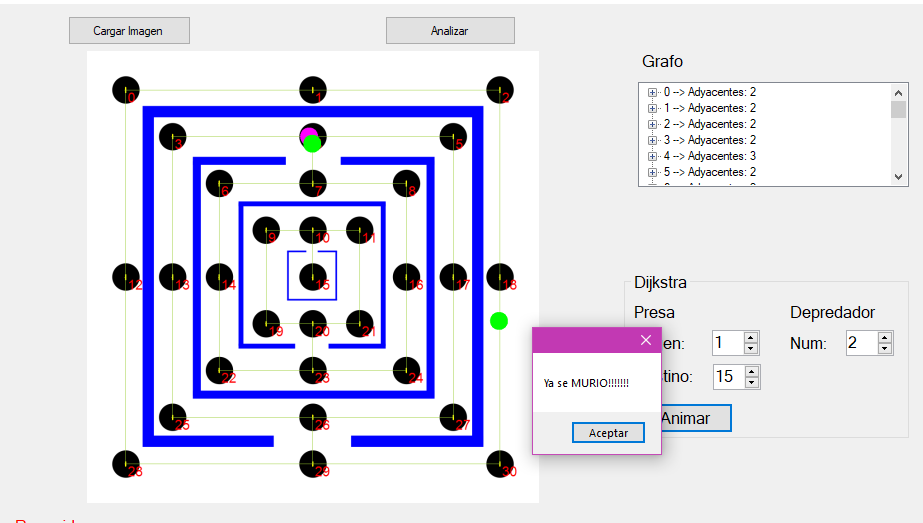 Cargar Imagen
Analizar
Grafo
0 --> Adyacentes: 2
1 --> Adyacentes: 2
2 --> Adyacentes: 2
3 --> Adyacentes: 2
4 --> Adyacentes: 3
5 --> Adyacentes: 2
0
1
2
3
5
6
7
8
9
10
11
12
13
14
15
16
17
18
19
20
21
22
23
24
25
26
27
28
29
30
Dijkstra
Presa
Depredador
en:
1
Num:
2
tino:
15
Animar
Ya se MURIO!!!!!!!
Aceptar